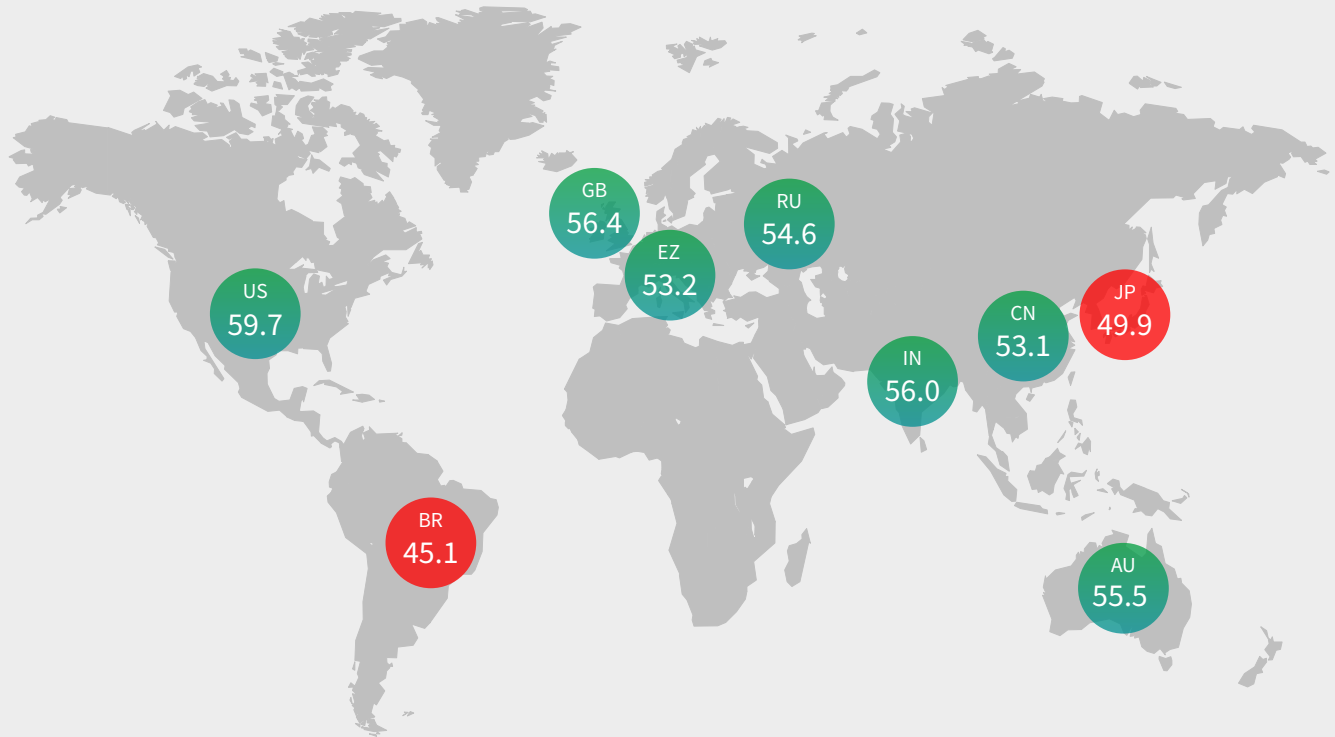 GB
56.4
RU
54.6
EZ
53.2
US
59.7
JP
49.9
CN
53.1
IN
56.0
BR
45.1
AU
55.5